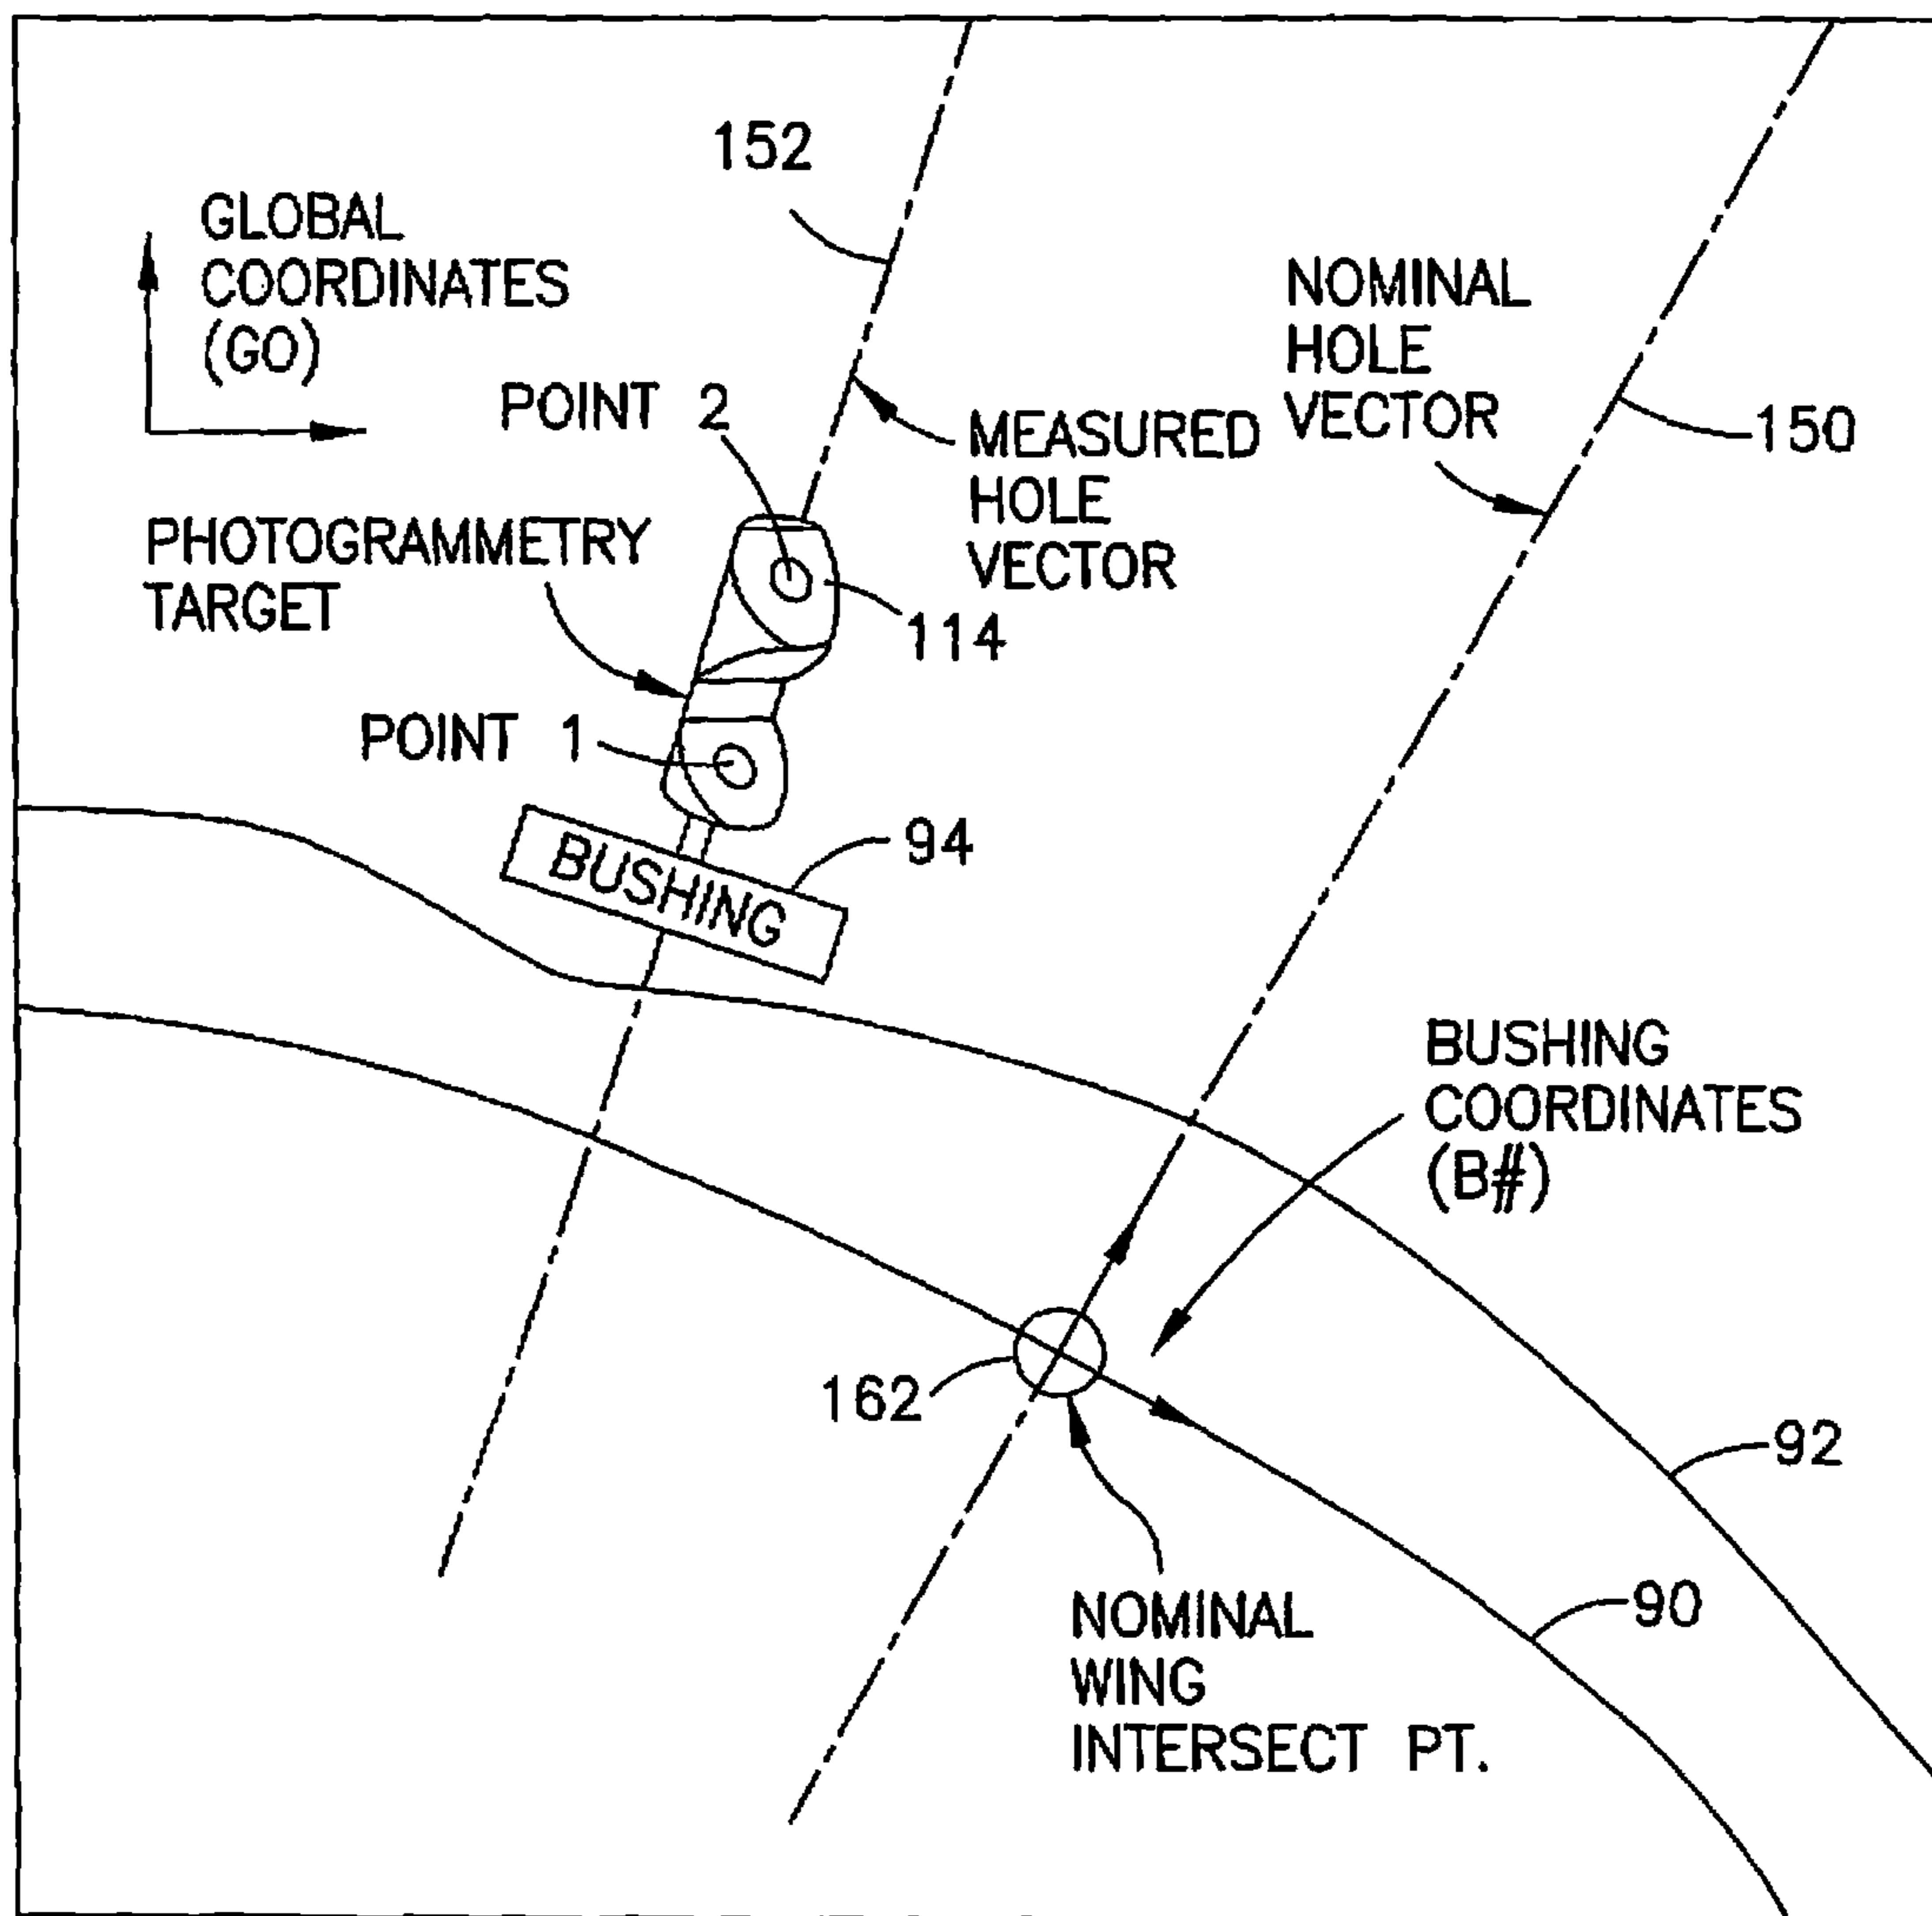 152
GLOBAL
COORDINATES
(GO)
NOMINAL
HOLE
VECTOR
150
POINT 2
MEASURED
HOLE
VECTOR
PHOTOGRAMMETRY
TARGET
114
POINT 1
94
BUSHING
BUSHING
COORDINATES
(B#)
162
92
90
NOMINAL
WING
INTERSECT PT.